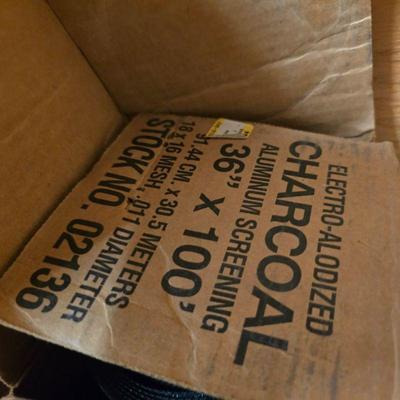 ELECTRO-ALODIZED
CHARCOAL
ALUMINUM SCREENING
36" X 100'
91.44 CM. X 30.5 METERS
18 X 16 MESH, .011 DIAMETER
STOCK NO. 02136